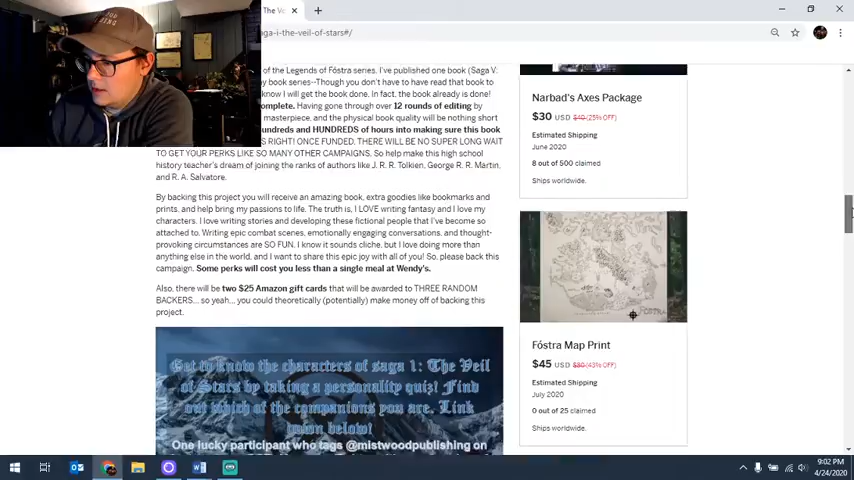 The Ve
saga-i-the-veil-of-stars#/
of the Legends of Fóstra series. I've published one book (Saga V:
by book series--Though you don't have to have read that book to
know I will get the book done. In fact, the book already is done!
complete. Having gone through over 12 rounds of editing by
masterpiece, and the physical book quality will be nothing short
hundreds and HUNDREDS of hours into making sure this book
S RIGHT! ONCE FUNDED, THERE WILL BE NO SUPER LONG WAIT
TO GET YOUR PERKS LIKE SO MANY OTHER CAMPAIGNS. So help make this high school
history teacher's dream of joining the ranks of authors like J. R. R. Tolkien, George R. R. Martin,
and R. A. Salvatore.
By backing this project you will receive an amazing book, extra goodies like bookmarks and
prints, and help bring my passions to life. The truth is, I LOVE writing fantasy and I love my
characters. I love writing stories and developing these fictional people that I've become so
attached to. Writing epic combat scenes, emotionally engaging conversations, and thought-
provoking circumstances are SO FUN. I know it sounds cliche, but I love doing more than
anything else in the world, and I want to share this epic joy with all of you! So, please back this
campaign. Some perks will cost you less than a single meal at Wendy's.
Also, there will be two $25 Amazon gift cards that will be awarded to THREE RANDOM
BACKERS... so yeah... you could theoretically (potentially) make money off of backing this
project.
Get to know the characters of saga 1: The Veil
of Stars by taking a personality quiz! Find
out which of the companions you are. Link
down below!
One lucky participant who tags @mistwoodpublishing on
Narbad's Axes Package
$30 USD $40 (25% OFF)
Estimated Shipping
June 2020
8 out of 500 claimed
Ships worldwide.
FÓSTRA
Fóstra Map Print
$45 USD $80 (43% OFF)
Estimated Shipping
July 2020
0 out of 25 claimed
Ships worldwide.
9:02 PM
4/24/2020